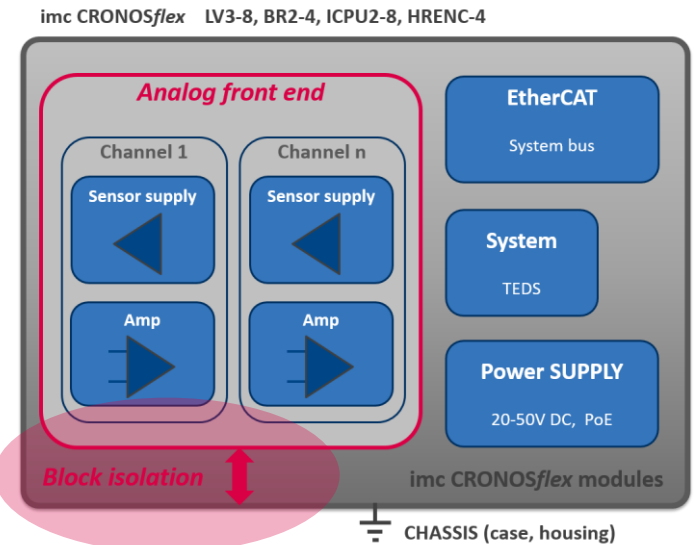 imc CRONOSflex LV3-8, BR2-4, ICPU2-8, HRENC-4
Analog front end
Channel 1
Channel n
Sensor supply
Sensor supply
Amp
Amp
EtherCAT
System bus
System
TEDS
Power SUPPLY
20-50V DC, PoE
Block isolation
imc CRONOSflex modules
CHASSIS (case, housing)